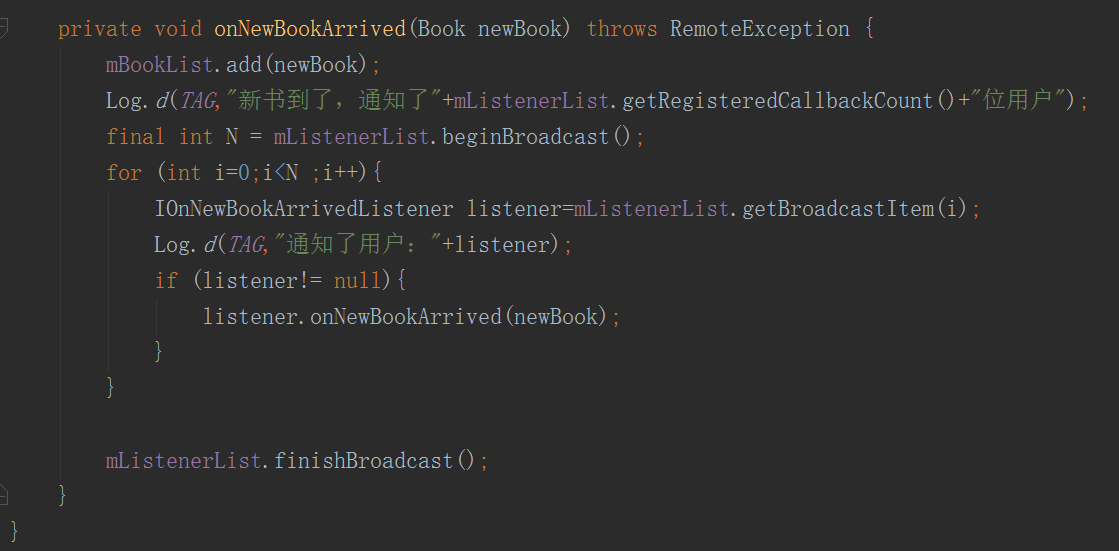 private void onNewBookArrived(Book newBook) throws RemoteException {
mBookList.add(newBook);
Log.d(TAG,"新书到了，通知了"+mListenerList.getRegisteredCallbackCount()+"位用户");
final int N = mListenerList.beginBroadcast();
for (int i=0;i<N ;i++){
IOnNewBookArrivedListener listener=mListenerList.getBroadcastItem(i);
Log.d(TAG,"通知了用户："+listener);
if (listener!= null){
listener.onNewBookArrived(newBook);
}
}
mListenerList.finishBroadcast();
}
}